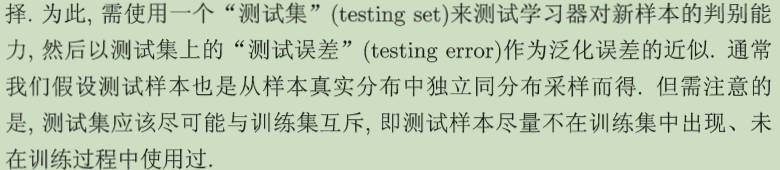 择. 为此, 需使用一个“测试集”(testing set)来测试学习器对新样本的判别能
力, 然后以测试集上的“测试误差”(testing error)作为泛化误差的近似. 通常
我们假设测试样本也是从样本真实分布中独立同分布采样而得. 但需注意的
是, 测试集应该尽可能与训练集互斥, 即测试样本尽量不在训练集中出现、未
在训练过程中使用过.